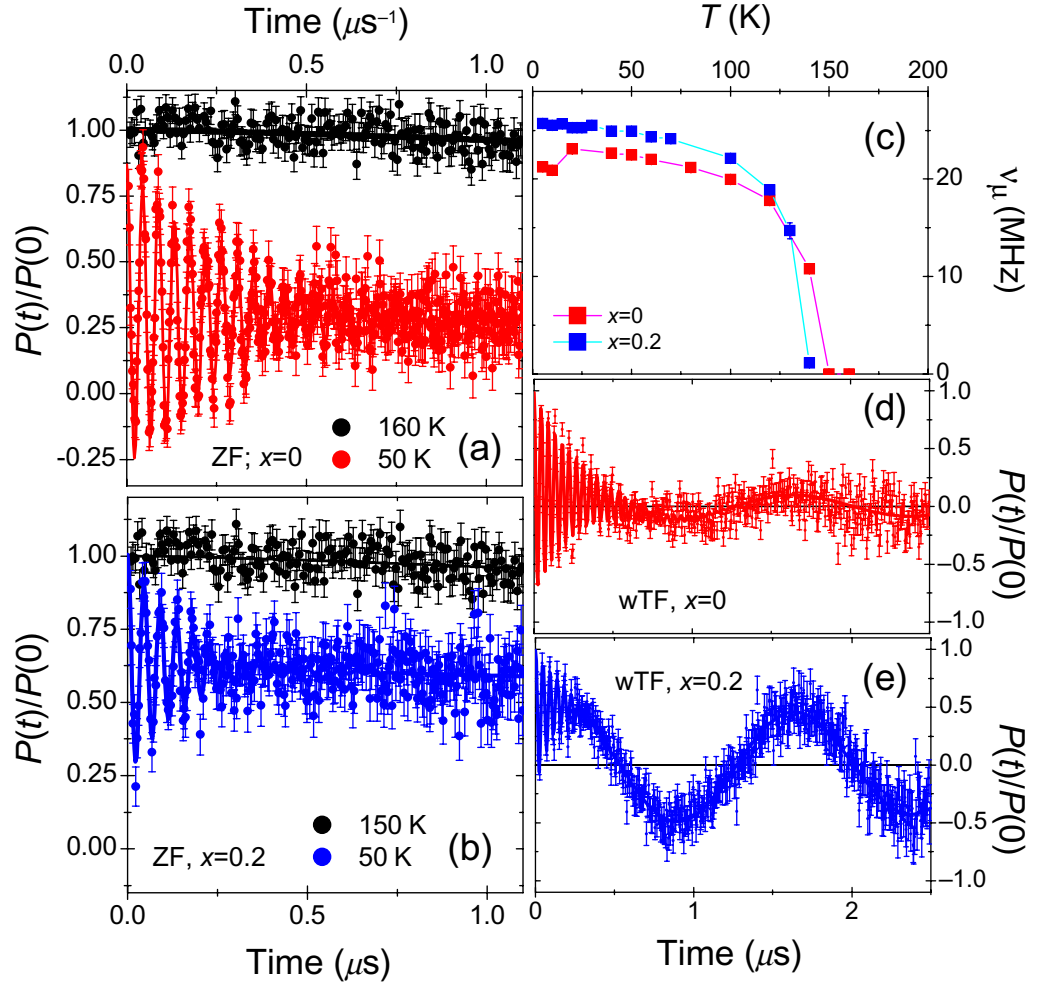 Time (μs⁻¹)
0.0 0.5 1.0
P(t)/P(0)
1.00
0.75
0.50
0.25
0.00
-0.25
160 K
50 K
ZF; x=0
(a)
P(t)/P(0)
1.00
0.75
0.50
0.25
0.00
150 K
50 K
ZF, x=0.2
(b)
0.0 0.5 1.0
Time (μs)
T (K)
0 50 100 150 200
(c)
20
10
0
νμ (MHz)
x=0
x=0.2
(d)
1.0
0.5
0.0
−0.5
−1.0
P(t)/P(0)
wTF, x=0
wTF, x=0.2
(e)
1.0
0.5
0.0
−0.5
−1.0
P(t)/P(0)
0 1 2
Time (μs)